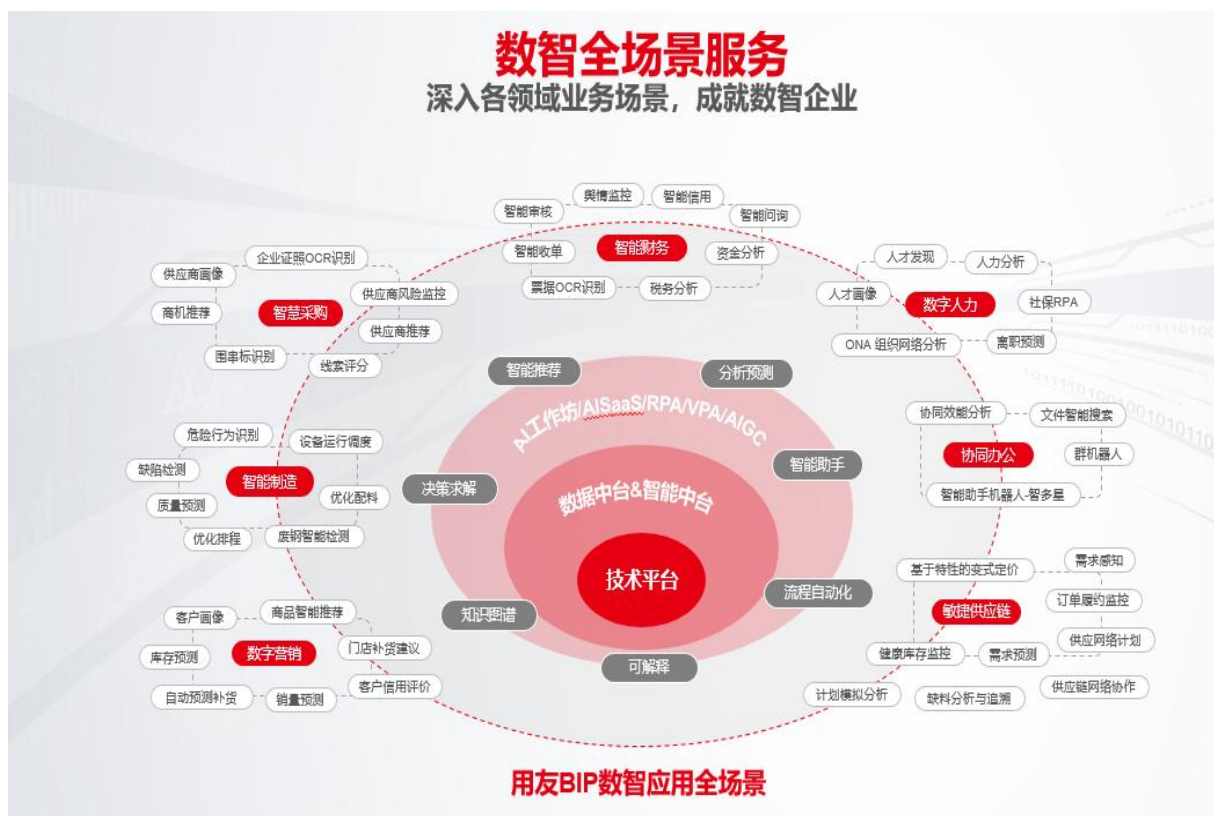 数智全场景服务
深入各领域业务场景，成就数智企业
舆情监控
智能信用
智能审核
智能问询
智能财务
智能收单
资金分析
票据OCR识别
税务分析
企业证照OCR识别
供应商画像
供应商风险监控
智慧采购
商机推荐
供应商推荐
围串标识别
线索评分
人才发现
人力分析
人才画像
数字人力
社保RPA
ONA 组织网络分析
离职预测
智能推荐
分析预测
AI工作坊/AISaaS/RPA/VPA/AIGC
智能助手
决策求解
数据中台&智能中台
技术平台
流程自动化
知识图谱
可解释
危险行为识别
设备运行调度
缺陷检测
智能制造
质量预测
优化配料
优化排程
废钢智能检测
协同效能分析
文件智能搜索
协同办公
群机器人
智能助手机器人-智多星
客户画像
商品智能推荐
库存预测
数字营销
门店补货建议
自动预测补货
销量预测
客户信用评价
需求感知
基于特性的变式定价
订单履约监控
敏捷供应链
供应网络计划
健康库存监控
需求预测
计划模拟分析
缺料分析与追溯
供应链网络协作
用友BIP数智应用全场景